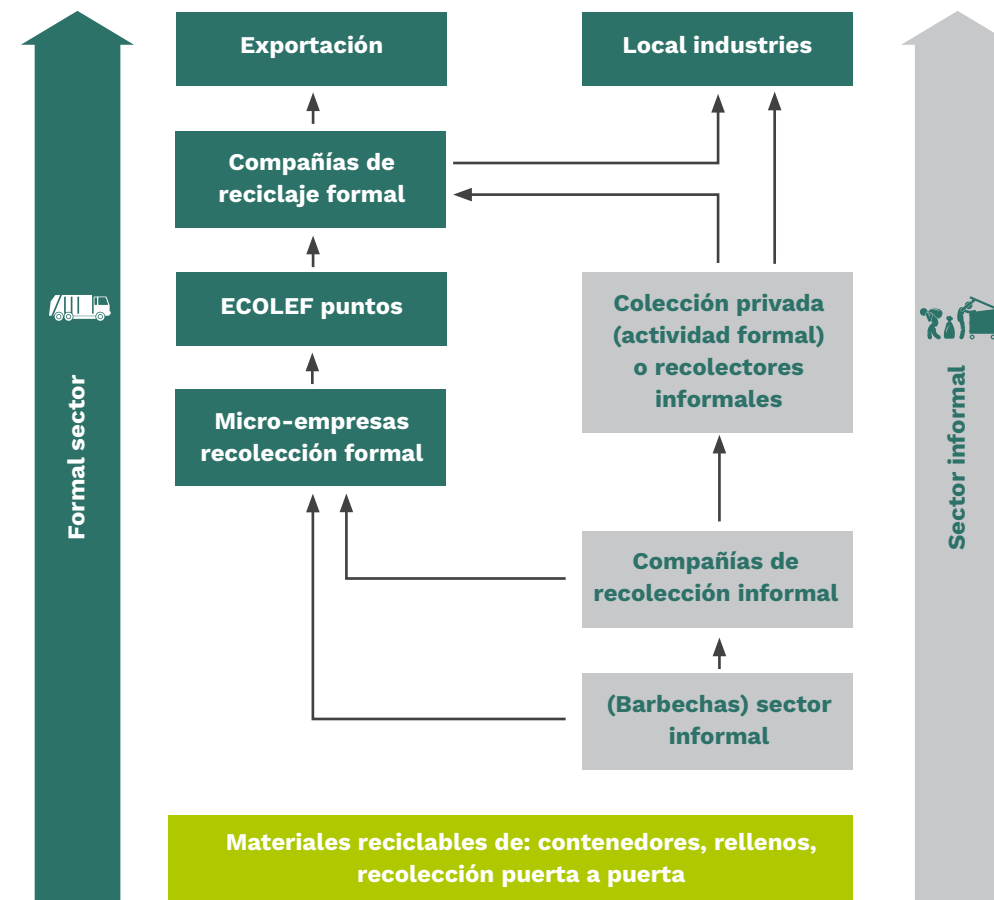 Exportación
Local industries
Compañías de
reciclaje formal
ECOLEF puntos
Colección privada
(actividad formal)
o recolectores
informales
Micro-empresas
recolección formal
Formal sector
Sector informal
Compañías de
recolección informal
(Barbechas) sector
informal
Materiales reciclables de: contenedores, rellenos,
recolección puerta a puerta